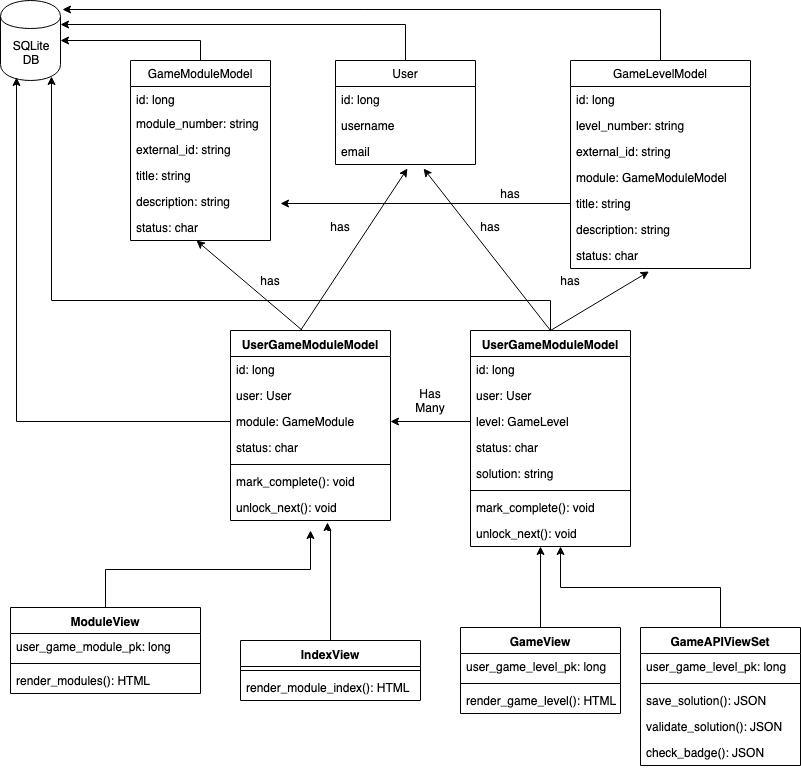 SQLite
DB
GameModuleModel
id: long
module_number: string
external_id: string
title: string
description: string
status: char
User
id: long
username
email
GameLevelModel
id: long
level_number: string
external_id: string
module: GameModuleModel
title: string
description: string
status: char
has
has
has
has
has
UserGameModuleModel
id: long
user: User
module: GameModule
status: char
mark_complete(): void
unlock_next(): void
Has
Many
UserGameModuleModel
id: long
user: User
level: GameLevel
status: char
solution: string
mark_complete(): void
unlock_next(): void
ModuleView
user_game_module_pk: long
render_modules(): HTML
IndexView
render_module_index(): HTML
GameView
user_game_level_pk: long
render_game_level(): HTML
GameAPIViewSet
user_game_level_pk: long
save_solution(): JSON
validate_solution(): JSON
check_badge(): JSON